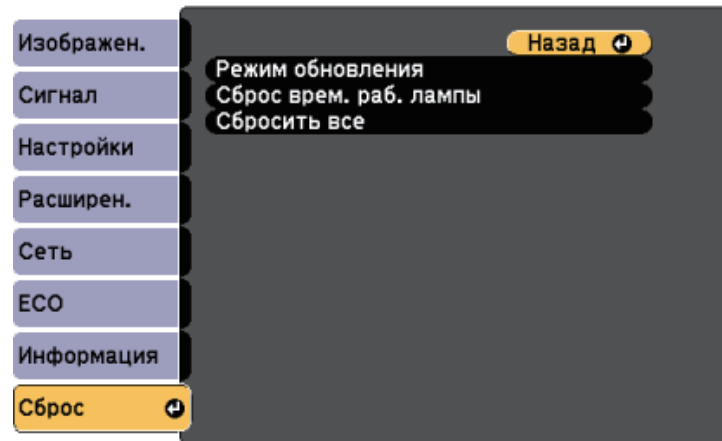 Изображен.
Сигнал
Настройки
Расширен.
Сеть
ECO
Информация
Сброс
Назад
Режим обновления
Сброс врем. раб. лампы
Сбросить все